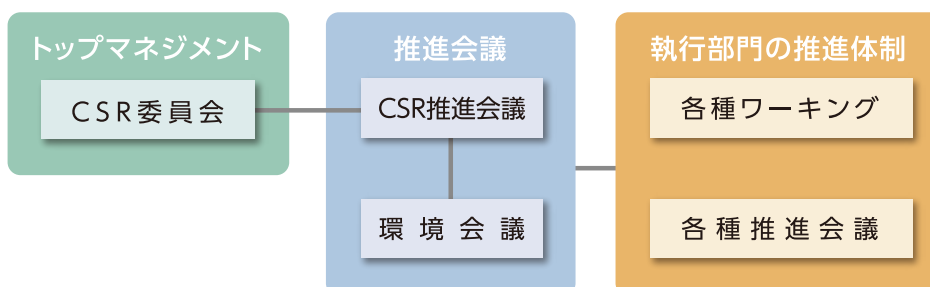 トップマネジメント
CSR委員会
推進会議
CSR推進会議
環境会議
執行部門の推進体制
各種ワーキング
各種推進会議